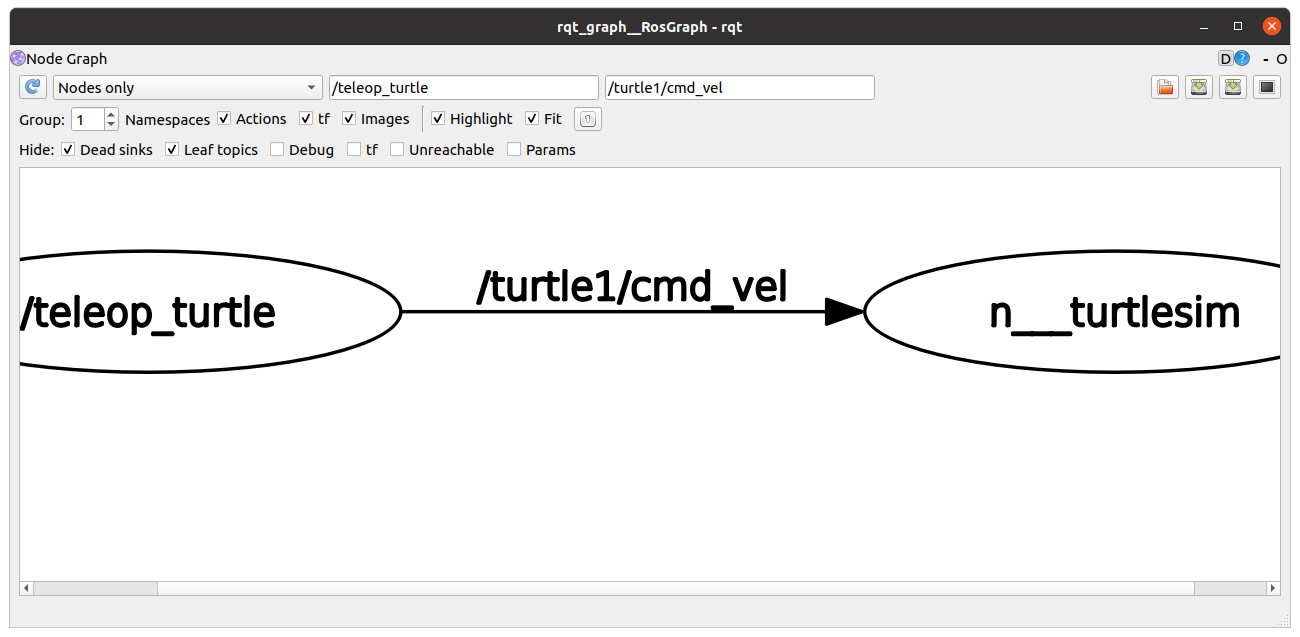 rqt_graph__RosGraph - rqt
Node Graph D ? - O
Nodes only /teleop_turtle /turtle1/cmd_vel
Group: 1 Namespaces Actions tf Images Highlight Fit
Hide: Dead sinks Leaf topics Debug tf Unreachable Params
/turtle1/cmd_vel
/teleop_turtle n___turtlesim